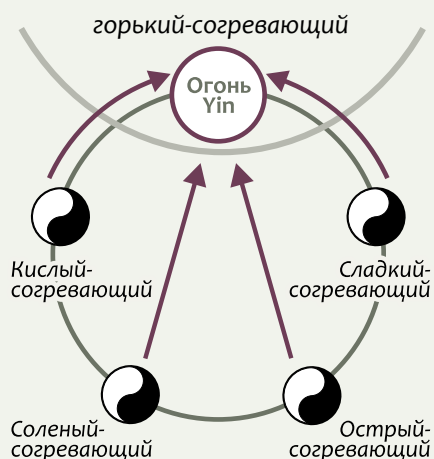 горький-согревающий
Огонь
Yin
Кислый-
согревающий
Сладкий-
согревающий
Соленый-
согревающий
Острый-
согревающий